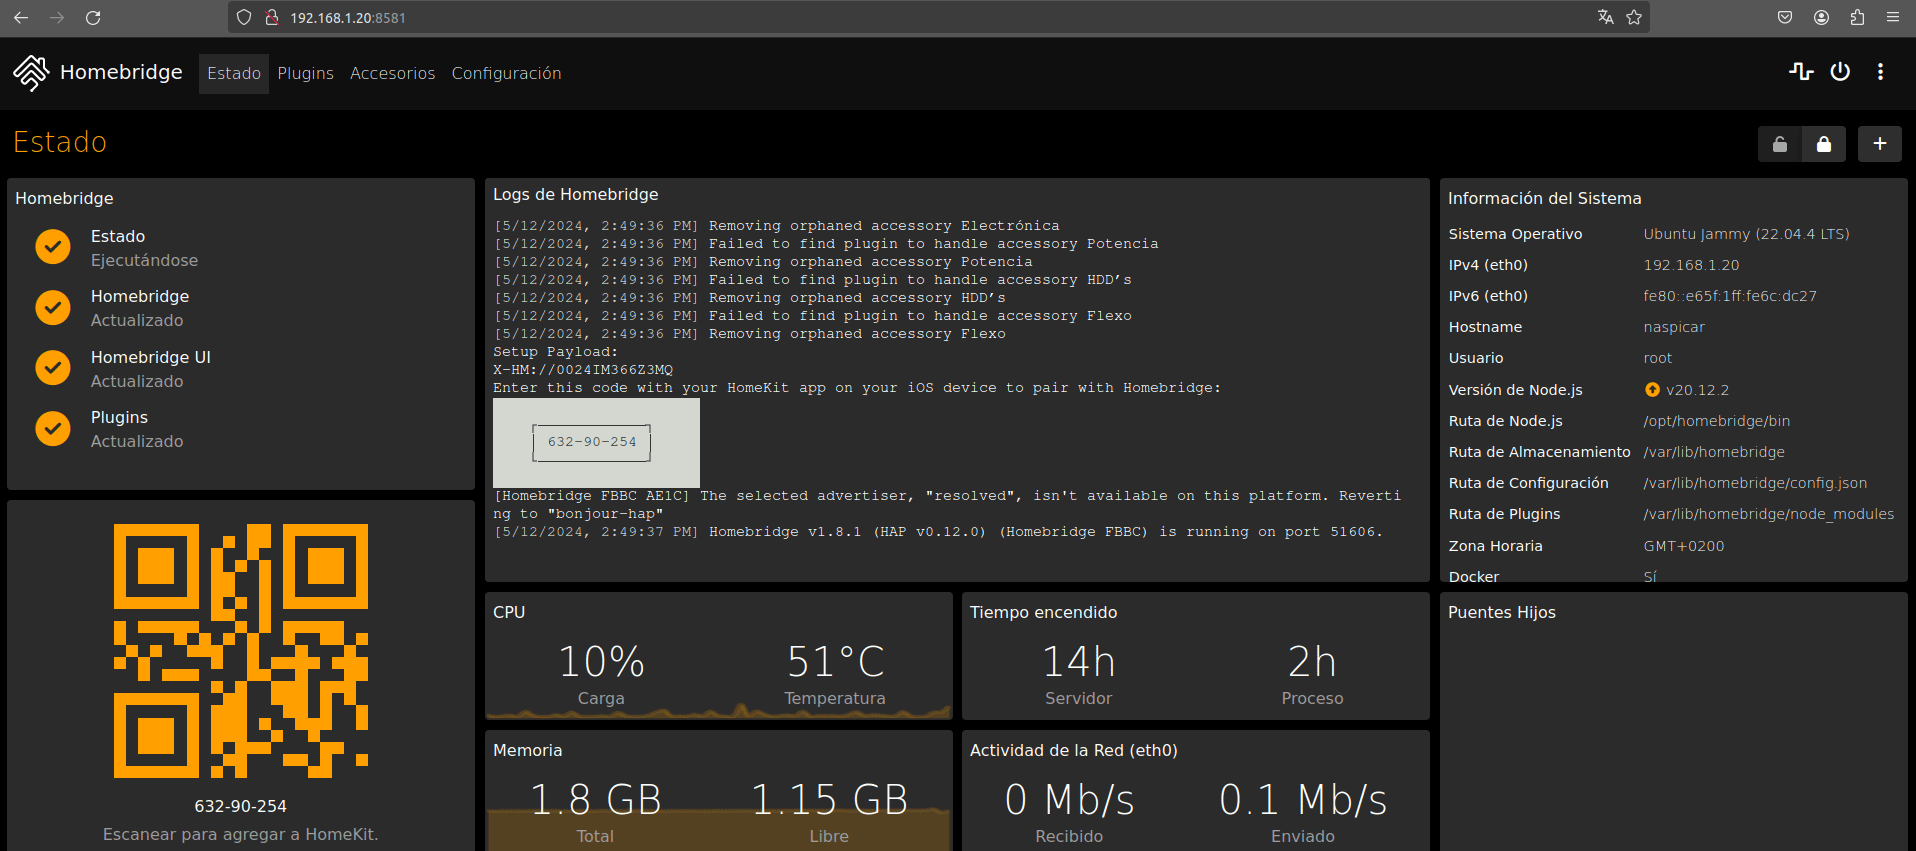 192.168.1.20:8581
Homebridge
Estado
Plugins
Accesorios
Configuración
Estado
Homebridge
Estado
Ejecutándose
Homebridge
Actualizado
Homebridge UI
Actualizado
Plugins
Actualizado
632-90-254
Escanear para agregar a HomeKit.
Logs de Homebridge
[5/12/2024, 2:49:36 PM] Removing orphaned accessory Electrónica
[5/12/2024, 2:49:36 PM] Failed to find plugin to handle accessory Potencia
[5/12/2024, 2:49:36 PM] Removing orphaned accessory Potencia
[5/12/2024, 2:49:36 PM] Failed to find plugin to handle accessory HDD’s
[5/12/2024, 2:49:36 PM] Removing orphaned accessory HDD’s
[5/12/2024, 2:49:36 PM] Failed to find plugin to handle accessory Flexo
[5/12/2024, 2:49:36 PM] Removing orphaned accessory Flexo
Setup Payload:
X-HM://0024IM366Z3MQ
Enter this code with your HomeKit app on your iOS device to pair with Homebridge:
632-90-254
[Homebridge FBBC AE1C] The selected advertiser, "resolved", isn't available on this platform. Reverti
ng to "bonjour-hap"
[5/12/2024, 2:49:37 PM] Homebridge v1.8.1 (HAP v0.12.0) (Homebridge FBBC) is running on port 51606.
CPU
10%
Carga
51°C
Temperatura
Tiempo encendido
14h
Servidor
2h
Proceso
Memoria
1.8 GB
Total
1.15 GB
Libre
Actividad de la Red (eth0)
0 Mb/s
Recibido
0.1 Mb/s
Enviado
Información del Sistema
Sistema Operativo Ubuntu Jammy (22.04.4 LTS)
IPv4 (eth0) 192.168.1.20
IPv6 (eth0) fe80::e65f:1ff:fe6c:dc27
Hostname naspicar
Usuario root
Versión de Node.js v20.12.2
Ruta de Node.js /opt/homebridge/bin
Ruta de Almacenamiento /var/lib/homebridge
Ruta de Configuración /var/lib/homebridge/config.json
Ruta de Plugins /var/lib/homebridge/node_modules
Zona Horaria GMT+0200
Docker Sí
Puentes Hijos